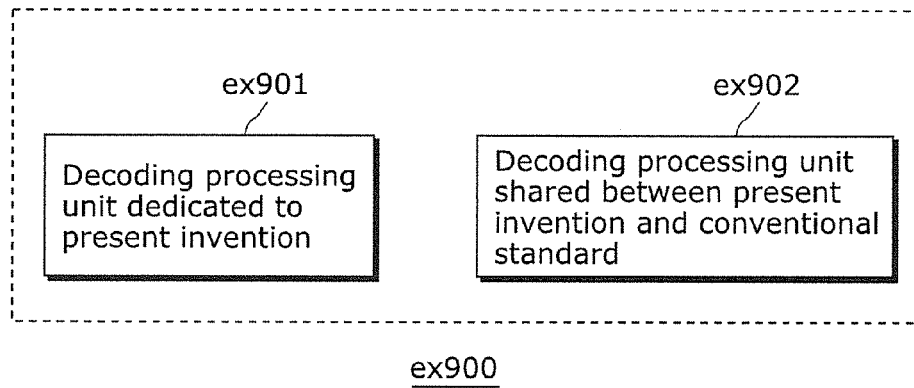 ex901
ex902
Decoding processing
unit dedicated to
present invention
Decoding processing unit
shared between present
invention and conventional
standard
ex900